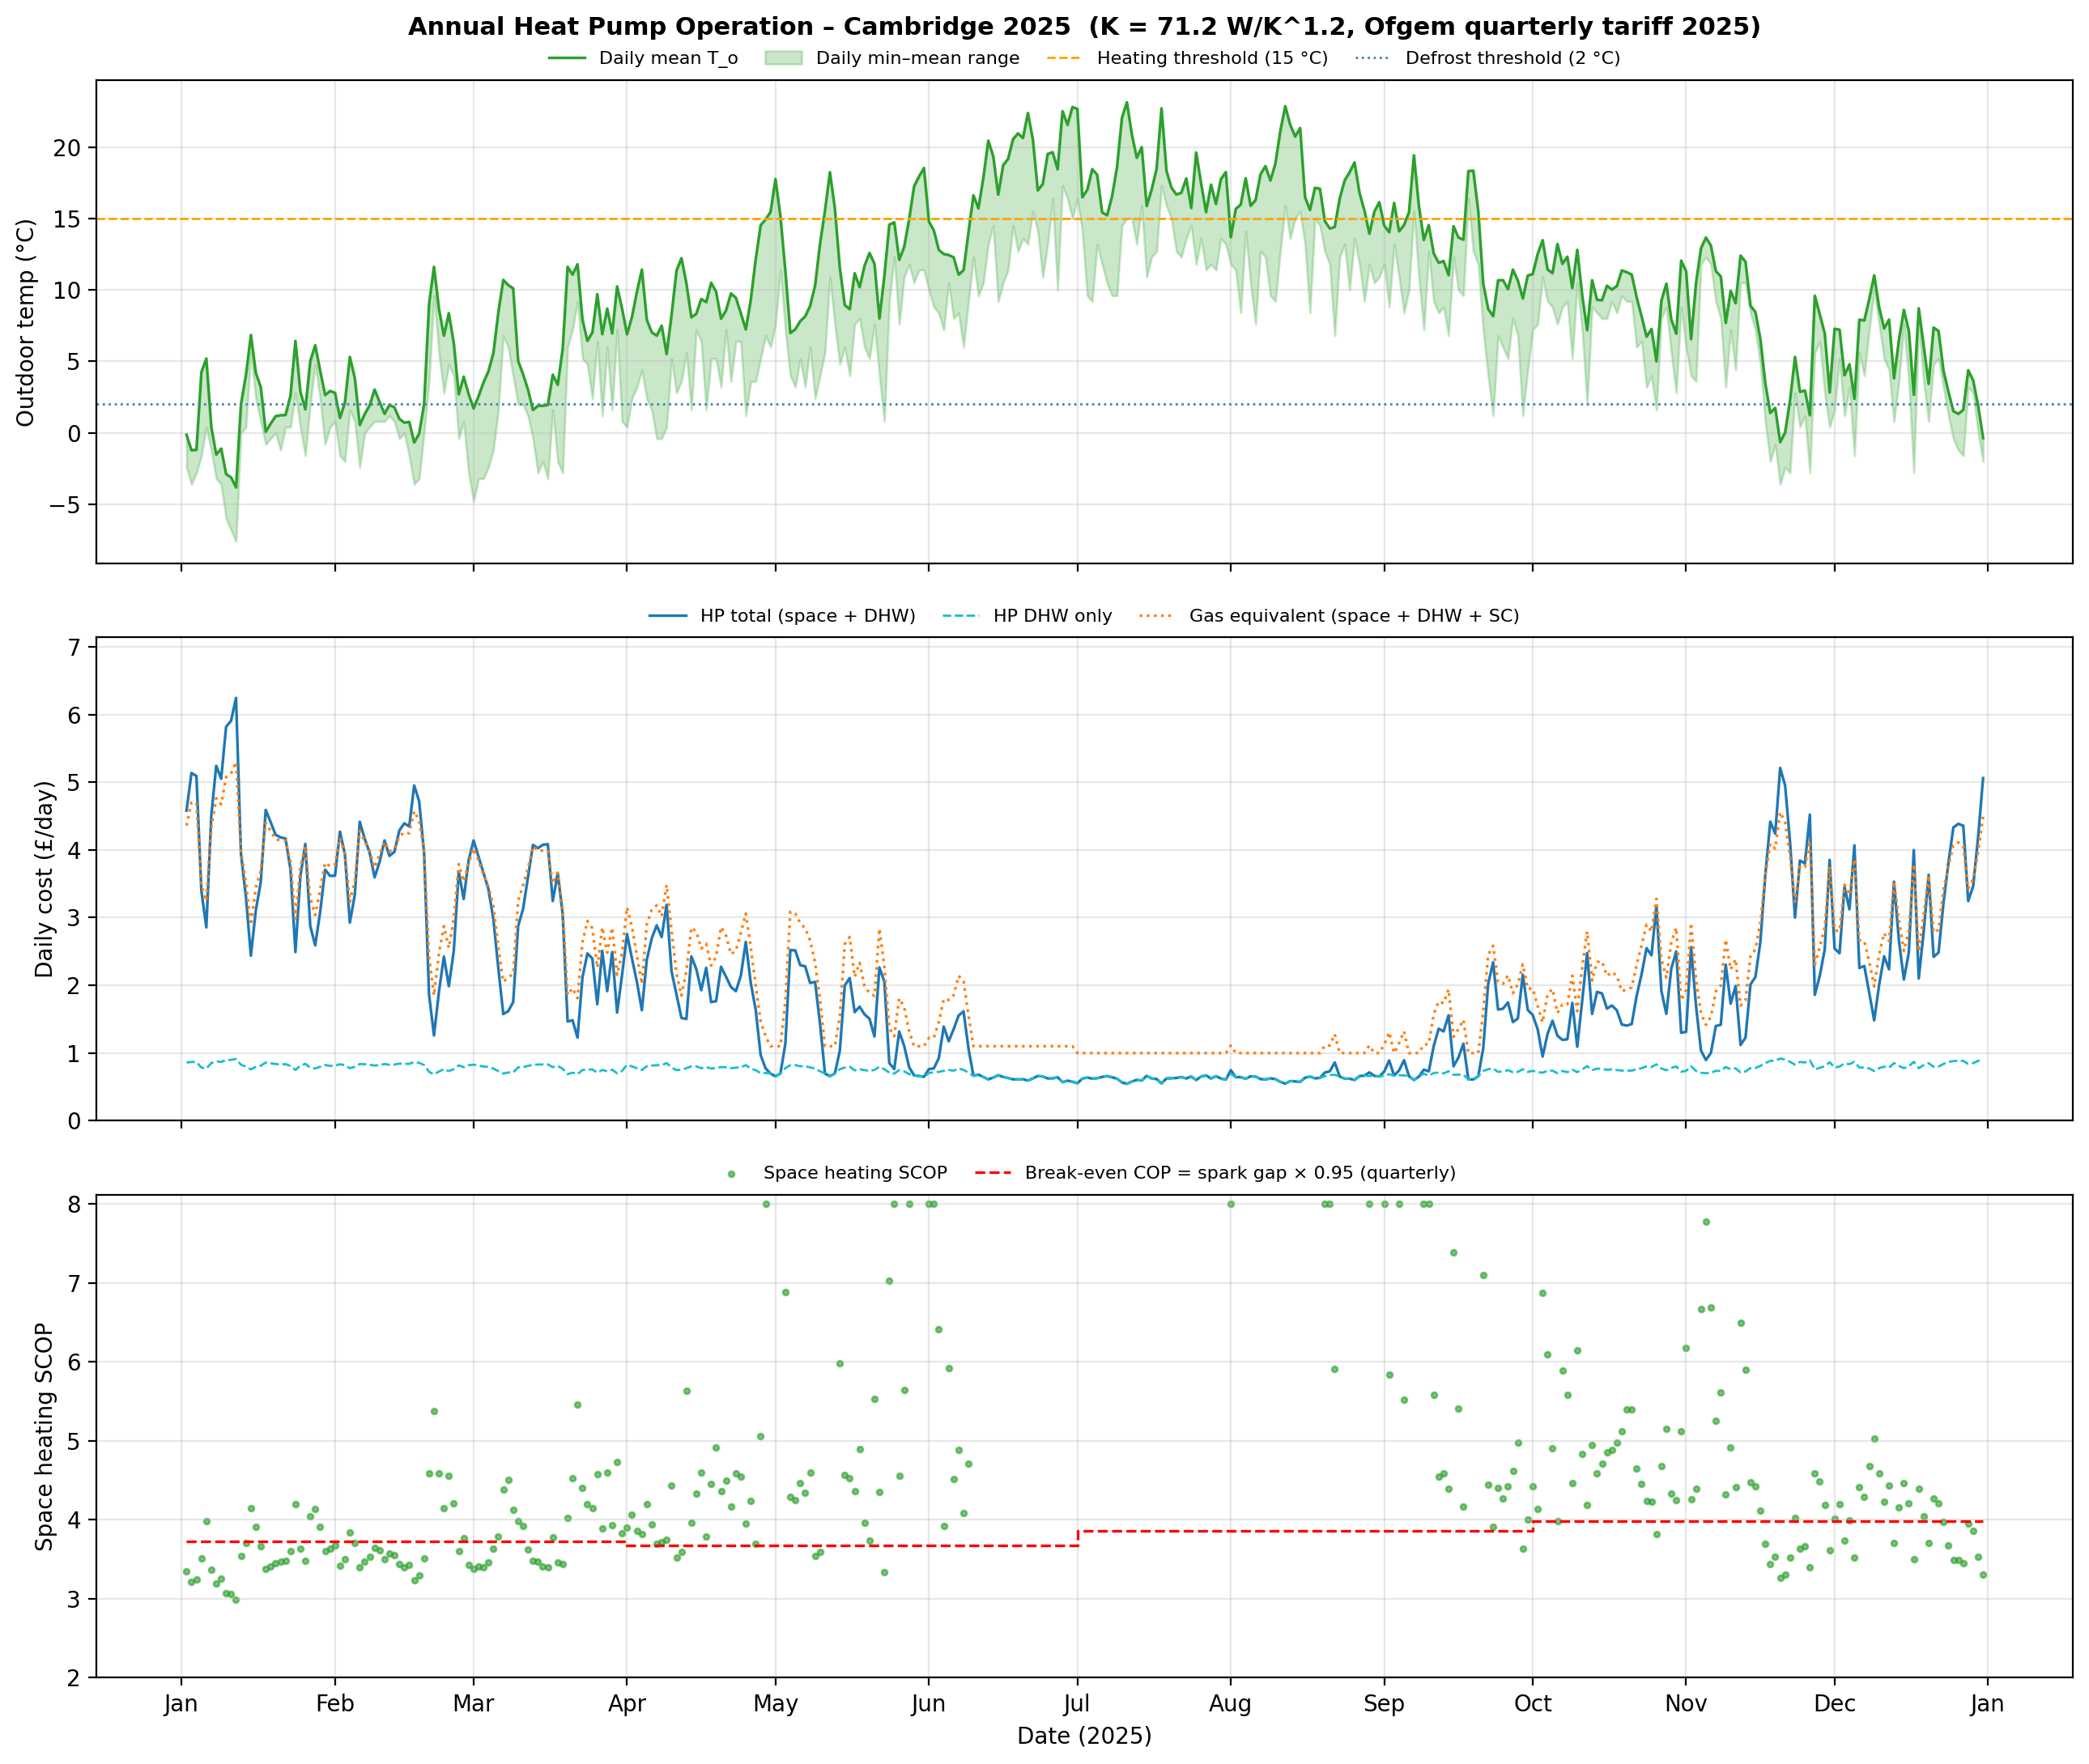 Annual Heat Pump Operation – Cambridge 2025  (K = 71.2 W/K^1.2, Ofgem quarterly tariff 2025)
Daily mean T_o  Daily min–mean range  Heating threshold (15 °C)  Defrost threshold (2 °C)
Outdoor temp (°C)
20
15
10
5
0
−5
HP total (space + DHW)  HP DHW only  Gas equivalent (space + DHW + SC)
Daily cost (£/day)
7
6
5
4
3
2
1
0
Space heating SCOP  Break-even COP = spark gap × 0.95 (quarterly)
Space heating SCOP
8
7
6
5
4
3
2
Jan  Feb  Mar  Apr  May  Jun  Jul  Aug  Sep  Oct  Nov  Dec  Jan
Date (2025)